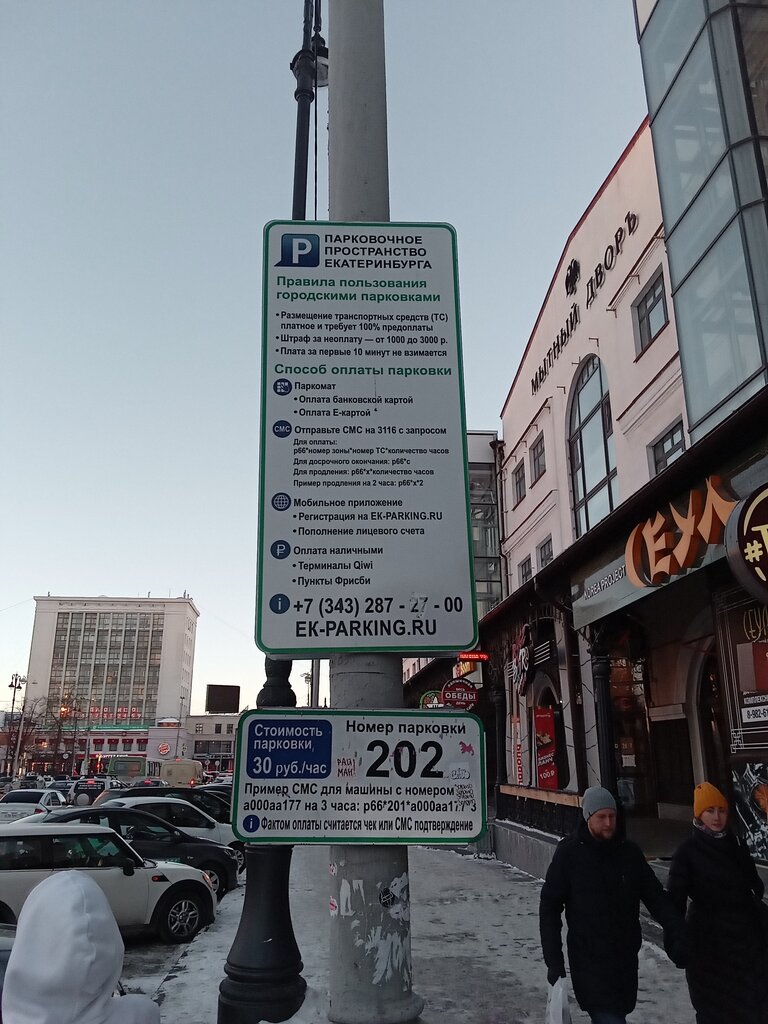 P ПАРКОВОЧНОЕ
ПРОСТРАНСТВО
ЕКАТЕРИНБУРГА
Правила пользования
городскими парковками
• Размещение транспортных средств (ТС)
платное и требует 100% предоплаты
• Штраф за неоплату — от 1000 до 3000 р.
• Плата за первые 10 минут не взимается
Способ оплаты парковки
Паркомат
• Оплата банковской картой
• Оплата Е-картой
СМС Отправьте СМС на 3116 с запросом
Для оплаты:
р66*номер зоны*номер ТС*количество часов
Для досрочного окончания: р66*с
Для продления: р66*х*количество часов
Пример продления на 2 часа: р66*х*2
Мобильное приложение
• Регистрация на EK-PARKING.RU
• Пополнение лицевого счета
₽ Оплата наличными
• Терминалы Qiwi
• Пункты Фрисби
i +7 (343) 287 - 27 - 00
EK-PARKING.RU
Стоимость
парковки
30 руб./час
Номер парковки
202
Пример СМС для машины с номером
а000аа177 на 3 часа: р66*201*а000аа177*3
i Фактом оплаты считается чек или СМС подтверждение
МЫТНЫЙ ДВОРЪ
СЕУЛ
KOREA PROJECT
ОБЕДЫ
100 р